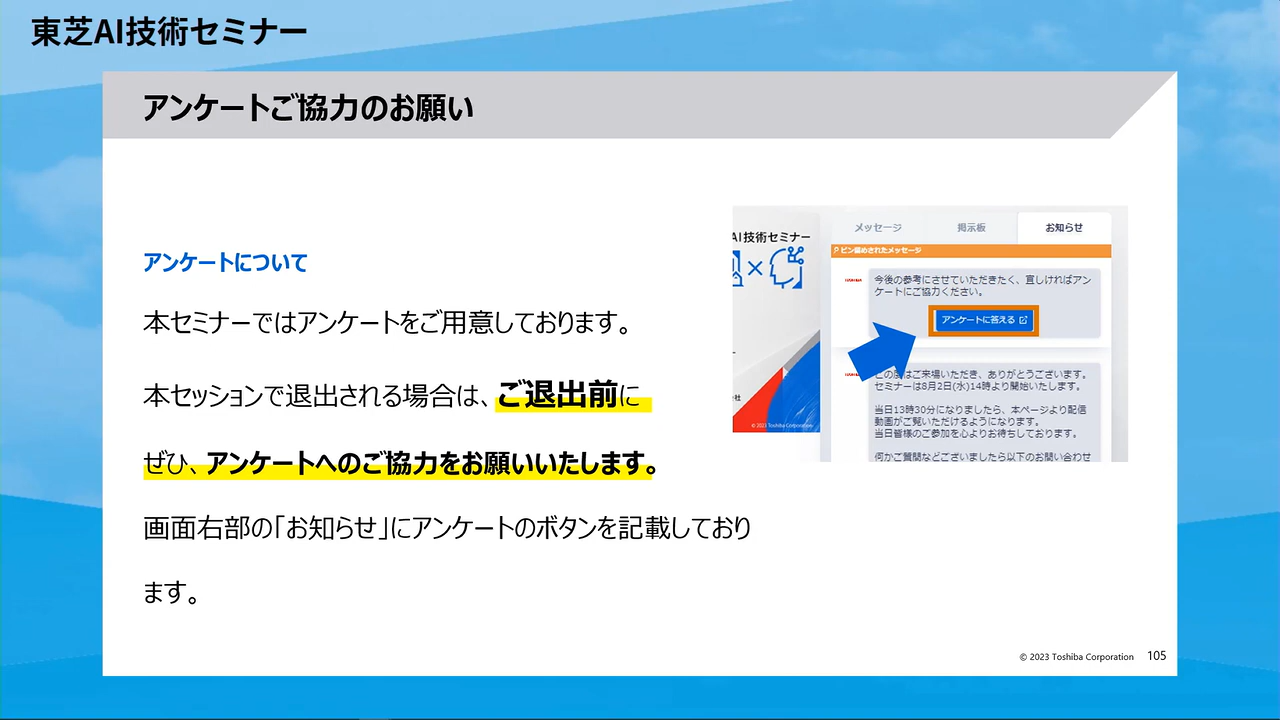 東芝AI技術セミナー
アンケートご協力のお願い
アンケートについて
本セミナーではアンケートをご用意しております。
本セッションで退出される場合は、ご退出前に
ぜひ、アンケートへのご協力をお願いいたします。
画面右部の「お知らせ」にアンケートのボタンを記載しており
ます。
AI技術セミナー
×
© 2023 Toshiba Corporation
メッセージ 掲示板 お知らせ
ピン留めされたメッセージ
TOSHIBA
今後の参考にさせていただきたく、宜しければアン
ケートにご協力ください。
アンケートに答える
この度はご来場いただき、ありがとうございます。
セミナーは8月2日(水)14時より開始いたします。
当日13時30分になりましたら、本ページより配信
動画がご覧いただけるようになります。
当日皆様のご参加を心よりお待ちしております。
何かご質問などございましたら以下のお問い合わせ
© 2023 Toshiba Corporation 105